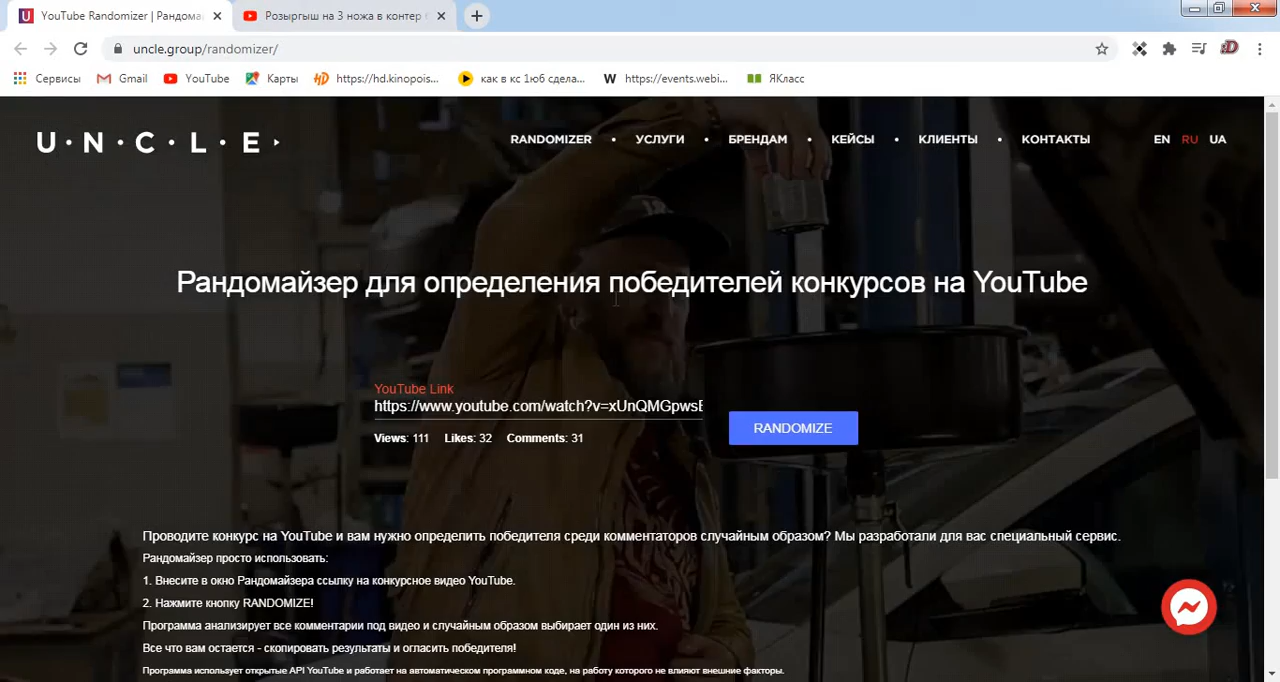 YouTube Randomizer | Рандома
Розыргыш на 3 ножа в контер
uncle.group/randomizer/
Сервисы Gmail YouTube Карты https://hd.kinopois... как в кс 1юб сдела... https://events.webi... ЯКласс
U·N·C·L·E
RANDOMIZER • УСЛУГИ • БРЕНДАМ • КЕЙСЫ • КЛИЕНТЫ • КОНТАКТЫ EN RU UA
Рандомайзер для определения победителей конкурсов на YouTube
YouTube Link
https://www.youtube.com/watch?v=xUnQMGpwsE
Views: 111 Likes: 32 Comments: 31
RANDOMIZE
Проводите конкурс на YouTube и вам нужно определить победителя среди комментаторов случайным образом? Мы разработали для вас специальный сервис.
Рандомайзер просто использовать:
1. Внесите в окно Рандомайзера ссылку на конкурсное видео YouTube.
2. Нажмите кнопку RANDOMIZE!
Программа анализирует все комментарии под видео и случайным образом выбирает один из них.
Все что вам остается - скопировать результаты и огласить победителя!
Программа использует открытые API YouTube и работает на автоматическом программном коде, на работу которого не влияют внешние факторы.